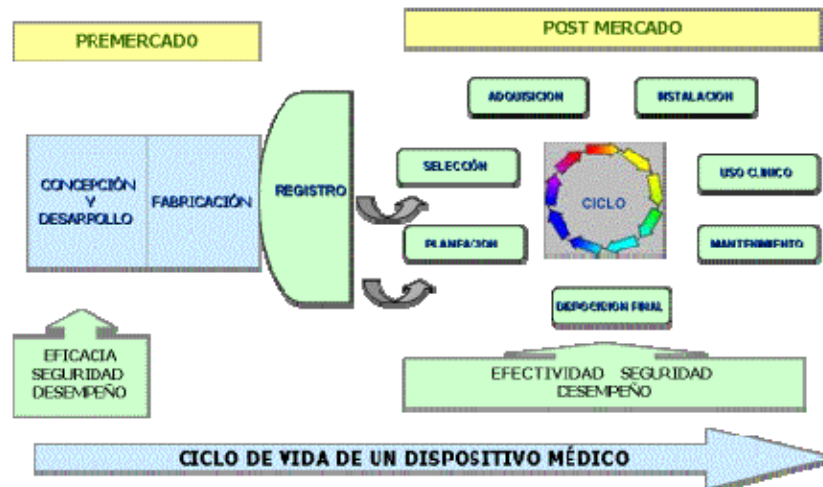 PREMERCADO
POST MERCADO
ADQUISICION
INSTALACION
CONCEPCIÓN
Y
DESARROLLO
FABRICACIÓN
REGISTRO
SELECCIÓN
CICLO
USO CLINICO
PLANEACION
MANTENIMIENTO
DISPOCISION FINAL
EFICACIA
SEGURIDAD
DESEMPEÑO
EFECTIVIDAD SEGURIDAD
DESEMPEÑO
CICLO DE VIDA DE UN DISPOSITIVO MÉDICO